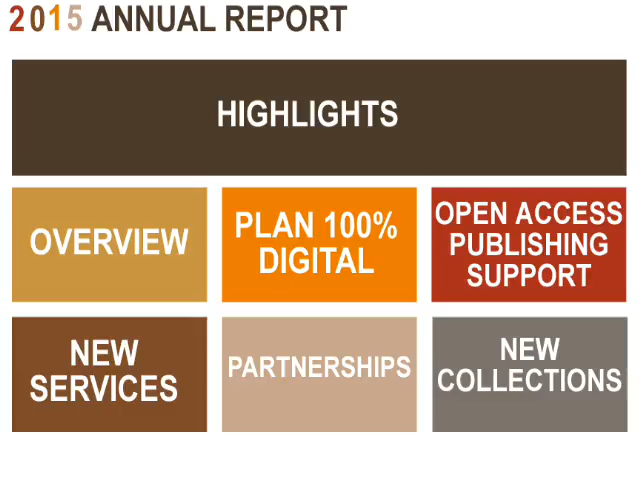 2015 ANNUAL REPORT
HIGHLIGHTS
OVERVIEW
PLAN 100%
DIGITAL
OPEN ACCESS
PUBLISHING
SUPPORT
NEW
SERVICES
PARTNERSHIPS
NEW
COLLECTIONS